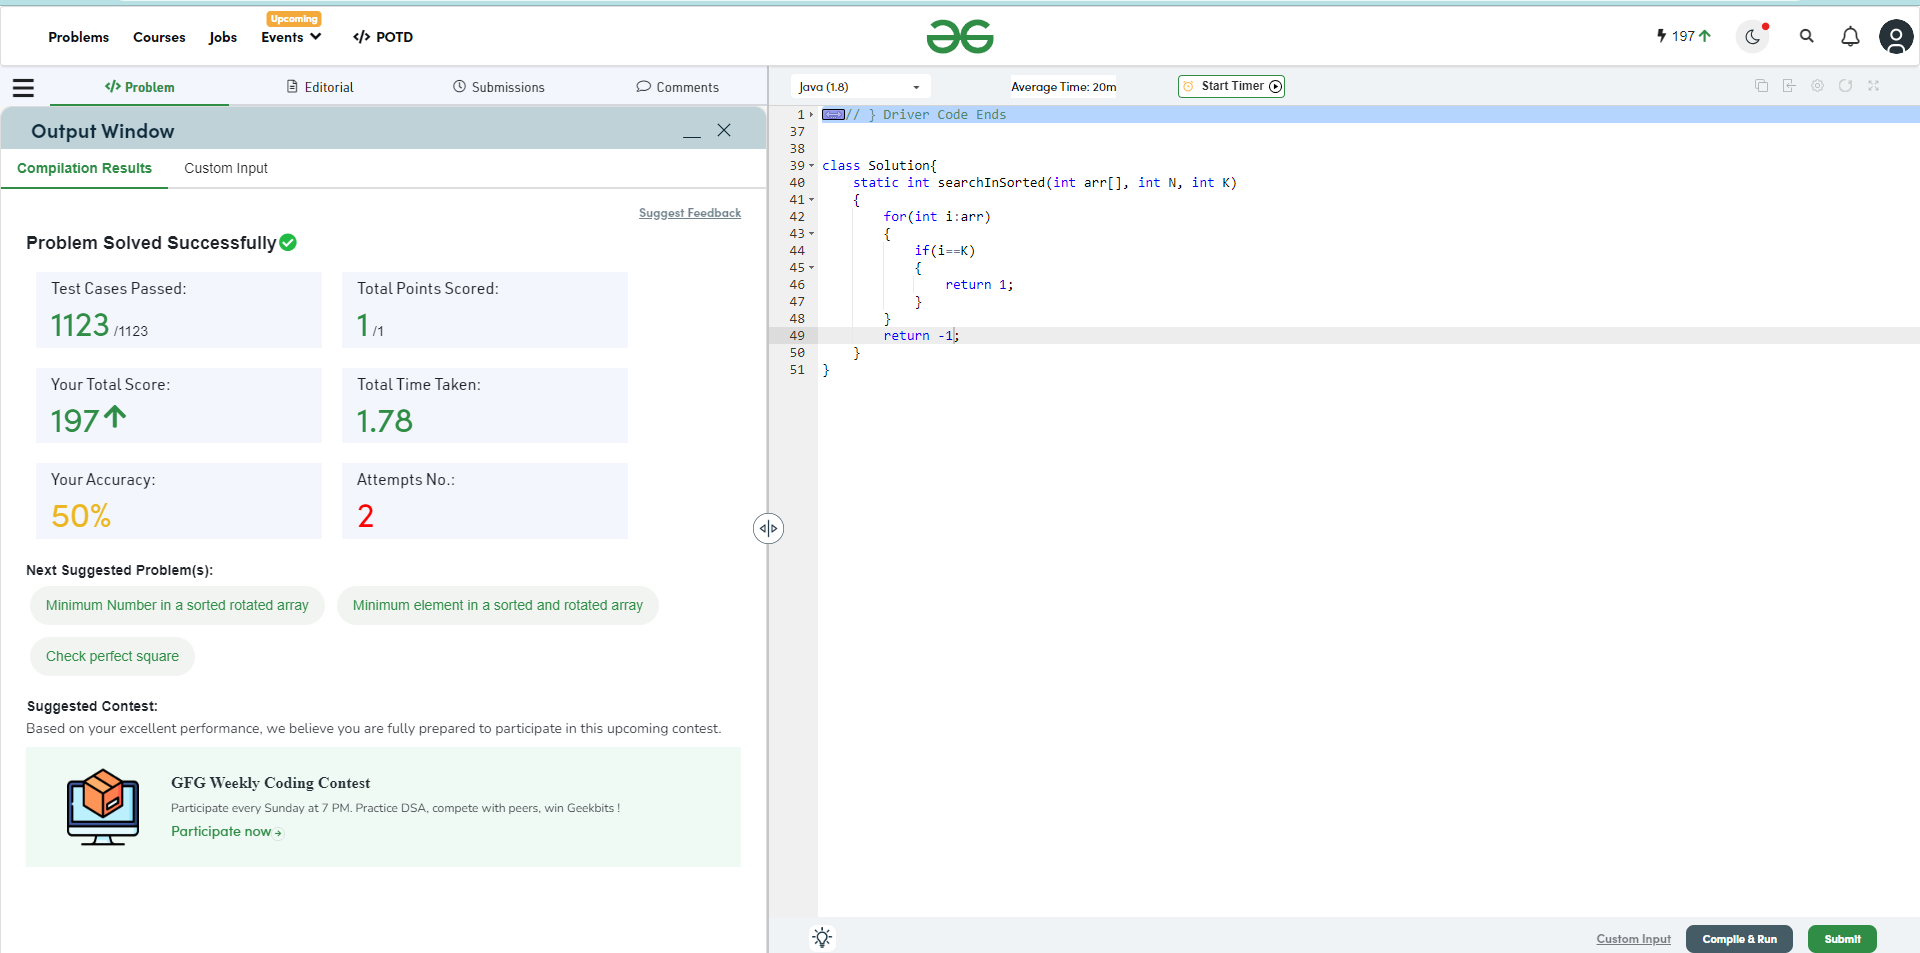 Problems Courses Jobs Upcoming Events </> POTD 197
</> Problem Editorial Submissions Comments
Java (1.8) Average Time: 20m Start Timer
Output Window
Compilation Results Custom Input
Suggest Feedback
Problem Solved Successfully
Test Cases Passed: Total Points Scored:
1123 /1123 1 /1
Your Total Score: Total Time Taken:
197 1.78
Your Accuracy: Attempts No.:
50% 2
Next Suggested Problem(s):
Minimum Number in a sorted rotated array Minimum element in a sorted and rotated array
Check perfect square
Suggested Contest:
Based on your excellent performance, we believe you are fully prepared to participate in this upcoming contest.
GFG Weekly Coding Contest
Participate every Sunday at 7 PM. Practice DSA, compete with peers, win Geekbits !
Participate now
1 // } Driver Code Ends
37
38
39 class Solution{
40 static int searchInSorted(int arr[], int N, int K)
41 {
42 for(int i:arr)
43 {
44 if(i==K)
45 {
46 return 1;
47 }
48 }
49 return -1;
50 }
51 }
Custom Input Compile & Run Submit